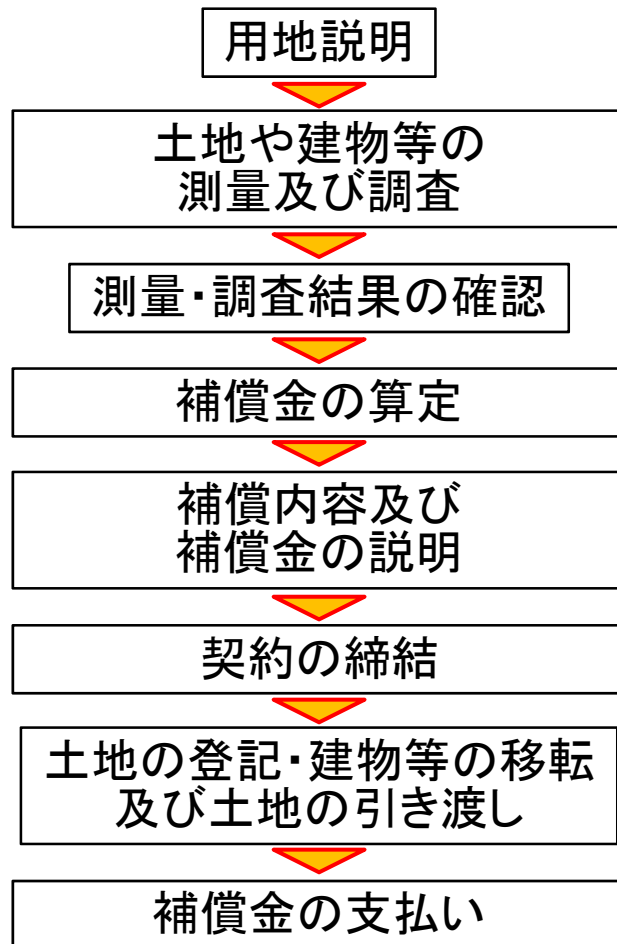 用地説明
土地や建物等の
測量及び調査
測量・調査結果の確認
補償金の算定
補償内容及び
補償金の説明
契約の締結
土地の登記・建物等の移転
及び土地の引き渡し
補償金の支払い